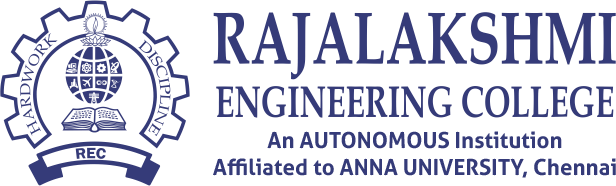 HARDWORK
DISCIPLINE
REC
RAJALAKSHMI
ENGINEERING COLLEGE
An AUTONOMOUS Institution
Affiliated to ANNA UNIVERSITY, Chennai